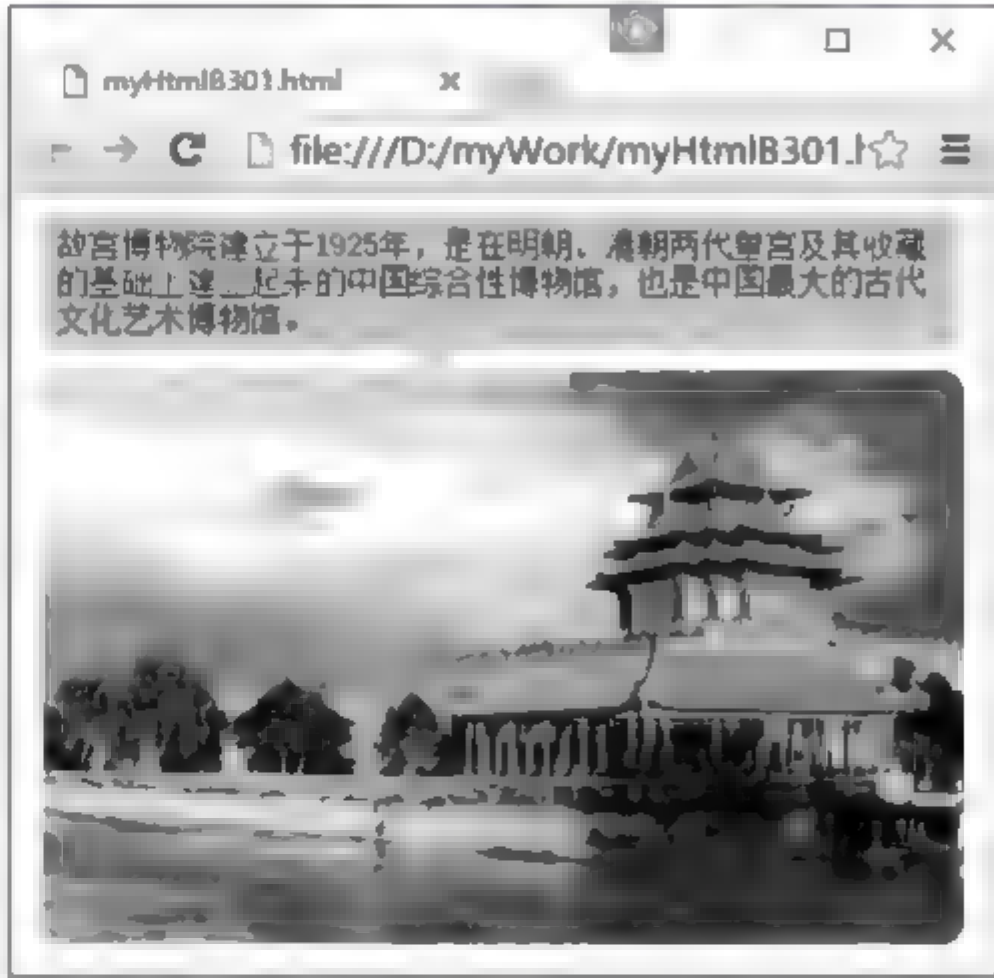 myHtmlB301.html
file:///D:/myWork/myHtmlB301.h
故宫博物院建立于1925年，是在明朝、清朝两代皇宫及其收藏
的基础上建立起来的中国综合性博物馆，也是中国最大的古代
文化艺术博物馆。